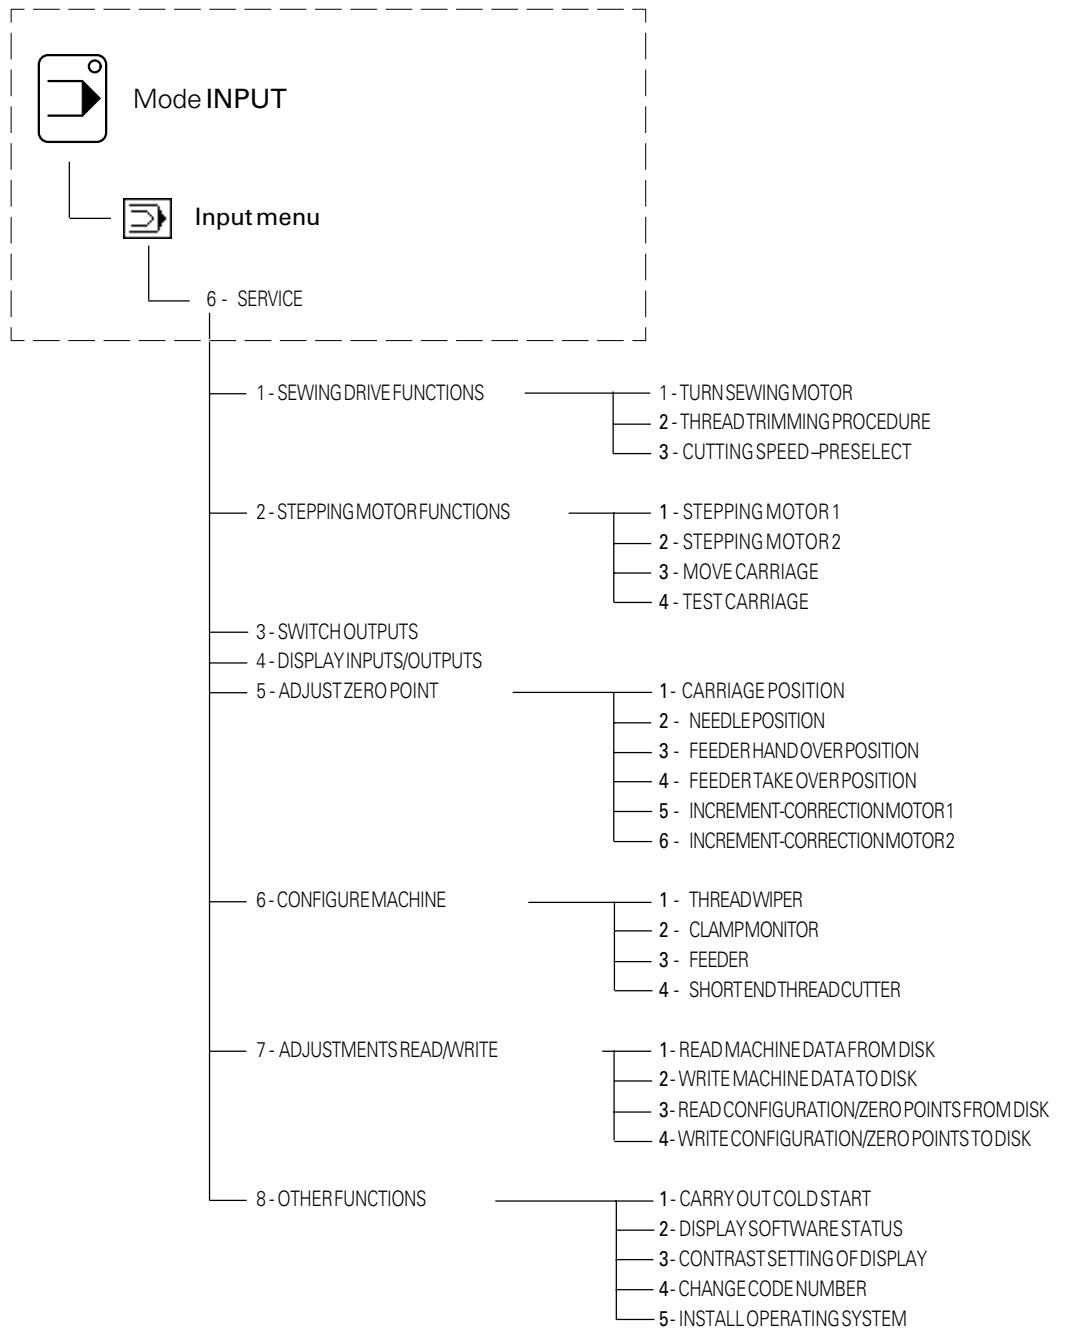 Mode INPUT
Input menu
6 - SERVICE
1 - SEWING DRIVE FUNCTIONS
1 - TURN SEWING MOTOR
2 - THREAD TRIMMING PROCEDURE
3 - CUTTING SPEED – PRESELECT
2 - STEPPING MOTOR FUNCTIONS
1 - STEPPING MOTOR 1
2 - STEPPING MOTOR 2
3 - MOVE CARRIAGE
4 - TEST CARRIAGE
3 - SWITCH OUTPUTS
4 - DISPLAY INPUTS/OUTPUTS
5 - ADJUST ZERO POINT
1 - CARRIAGE POSITION
2 - NEEDLE POSITION
3 - FEEDER HAND OVER POSITION
4 - FEEDER TAKE OVER POSITION
5 - INCREMENT-CORRECTION MOTOR 1
6 - INCREMENT-CORRECTION MOTOR 2
6 - CONFIGURE MACHINE
1 - THREAD WIPER
2 - CLAMP MONITOR
3 - FEEDER
4 - SHORT END THREAD CUTTER
7 - ADJUSTMENTS READ/WRITE
1 - READ MACHINE DATA FROM DISK
2 - WRITE MACHINE DATA TO DISK
3 - READ CONFIGURATION/ZERO POINTS FROM DISK
4 - WRITE CONFIGURATION/ZERO POINTS TO DISK
8 - OTHER FUNCTIONS
1 - CARRY OUT COLD START
2 - DISPLAY SOFTWARE STATUS
3 - CONTRAST SETTING OF DISPLAY
4 - CHANGE CODE NUMBER
5 - INSTALL OPERATING SYSTEM